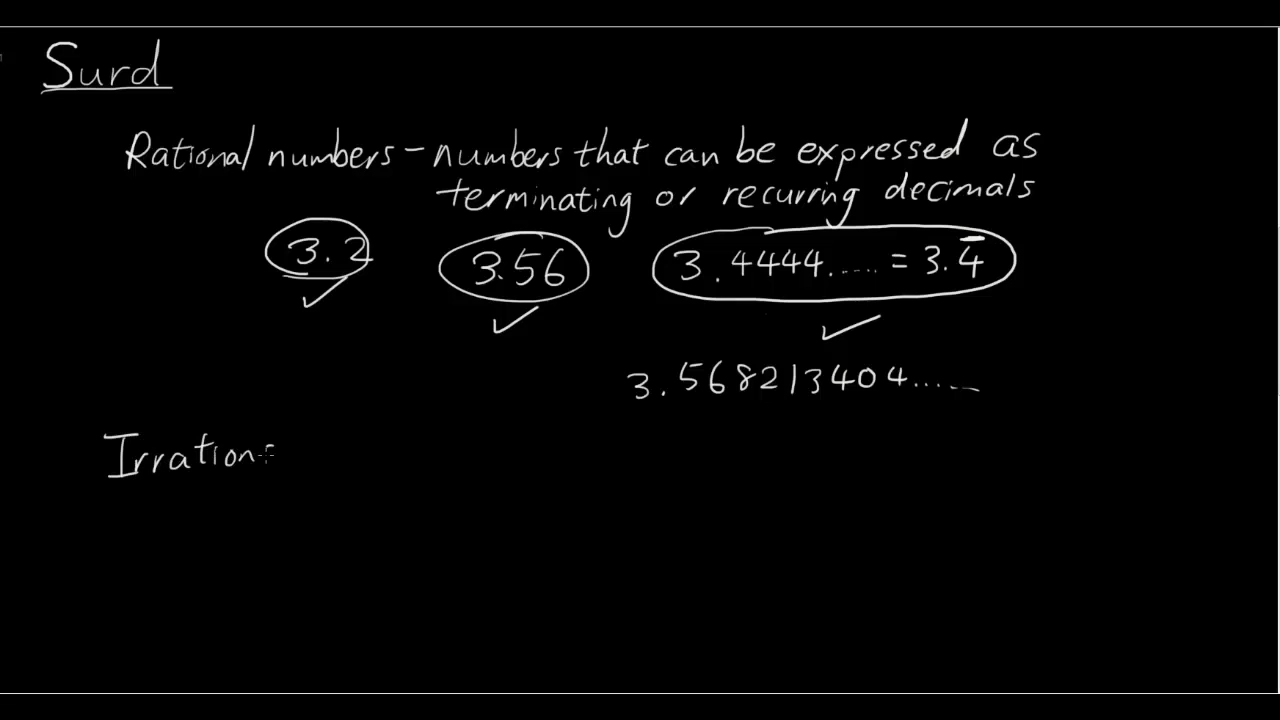 Surd
Rational numbers - numbers that can be expressed as
terminating or recurring decimals
3.2 3.56 3.4444..... = 3.4̅
3.568213404......
Irration